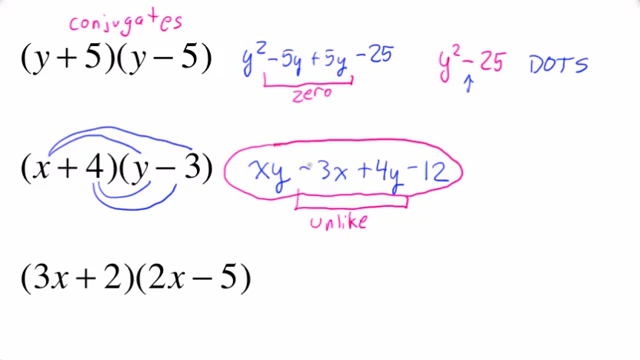 conjugates
(y + 5)(y − 5) y² − 5y + 5y − 25 y² − 25 DOTS
zero
(x + 4)(y − 3) xy − 3x + 4y − 12
unlike
(3x + 2)(2x − 5)